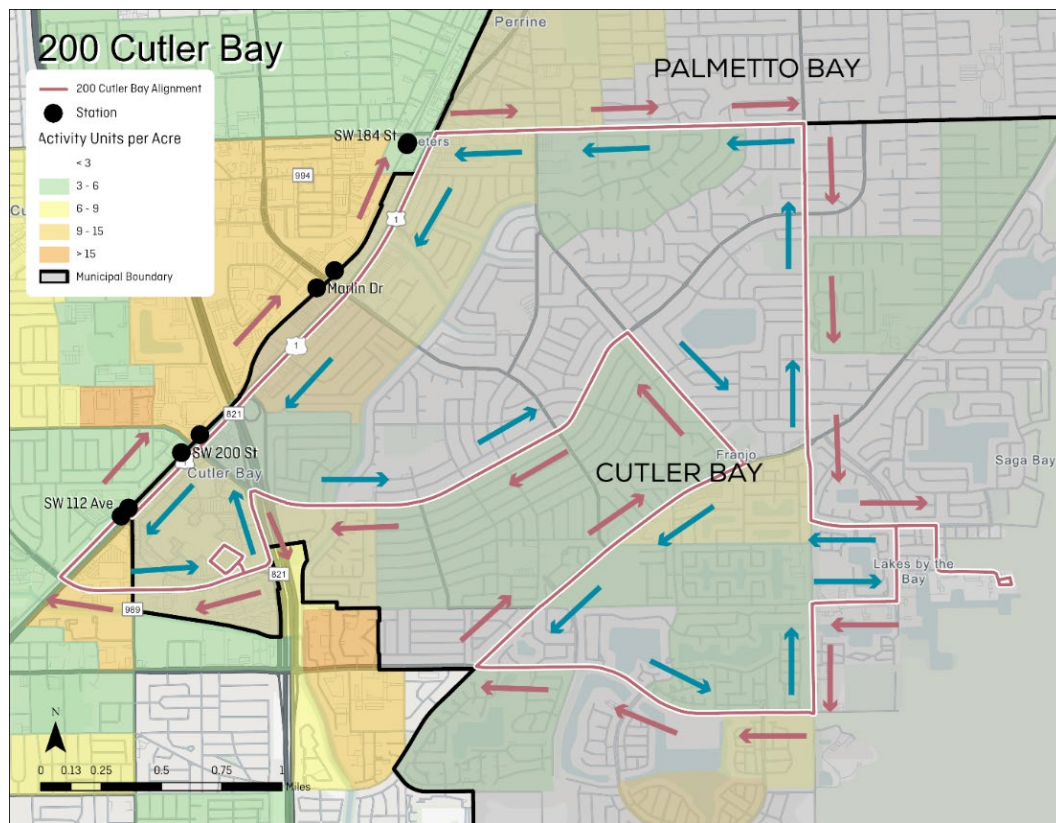 200 Cutler Bay
200 Cutler Bay Alignment
Station
Activity Units per Acre
< 3
3 - 6
6 - 9
9 - 15
> 15
Municipal Boundary
Perrine
PALMETTO BAY
SW 184 St
eters
994
1
Marlin Dr
1
821
SW 200 St
Cutler Bay
Franjo
CUTLER BAY
Saga Bay
SW 112 Ave
821
Lakes by the
Bay
989
N
0 0.13 0.25 0.5 0.75 1
Miles